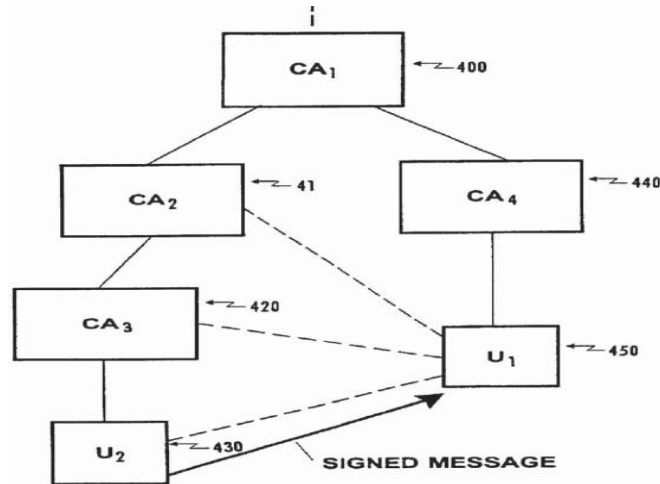 CA₁
400
CA₂
41
CA₄
440
CA₃
420
U₁
450
U₂
430
SIGNED MESSAGE